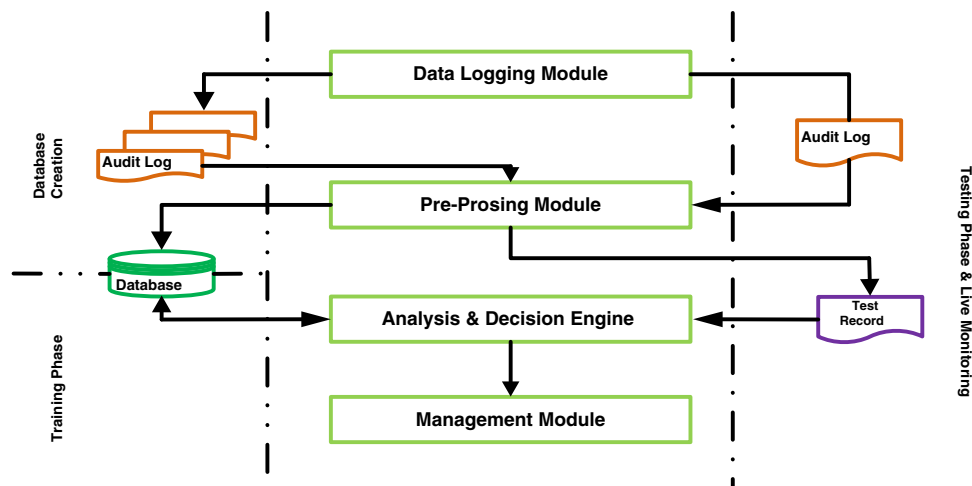 Data Logging Module
Audit Log
Audit Log
Database
Creation
Pre-Prosing Module
Testing Phase & Live Monitoring
Database
Analysis & Decision Engine
Test
Record
Training Phase
Management Module